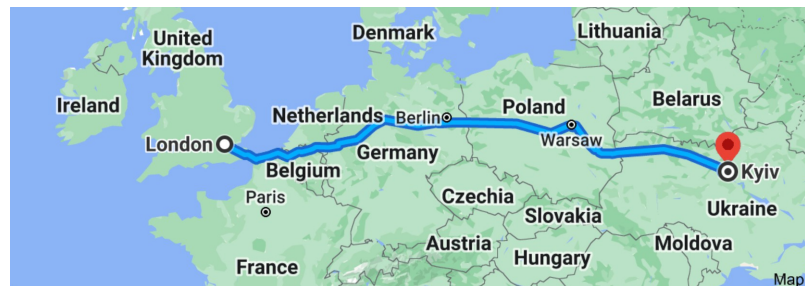 Denmark
Lithuania
United
Kingdom
Ireland
Netherlands
Berlin
Poland
Belarus
London
Warsaw
Belgium
Germany
Kyiv
Paris
Czechia
Ukraine
Slovakia
Austria
Moldova
Hungary
France
Map